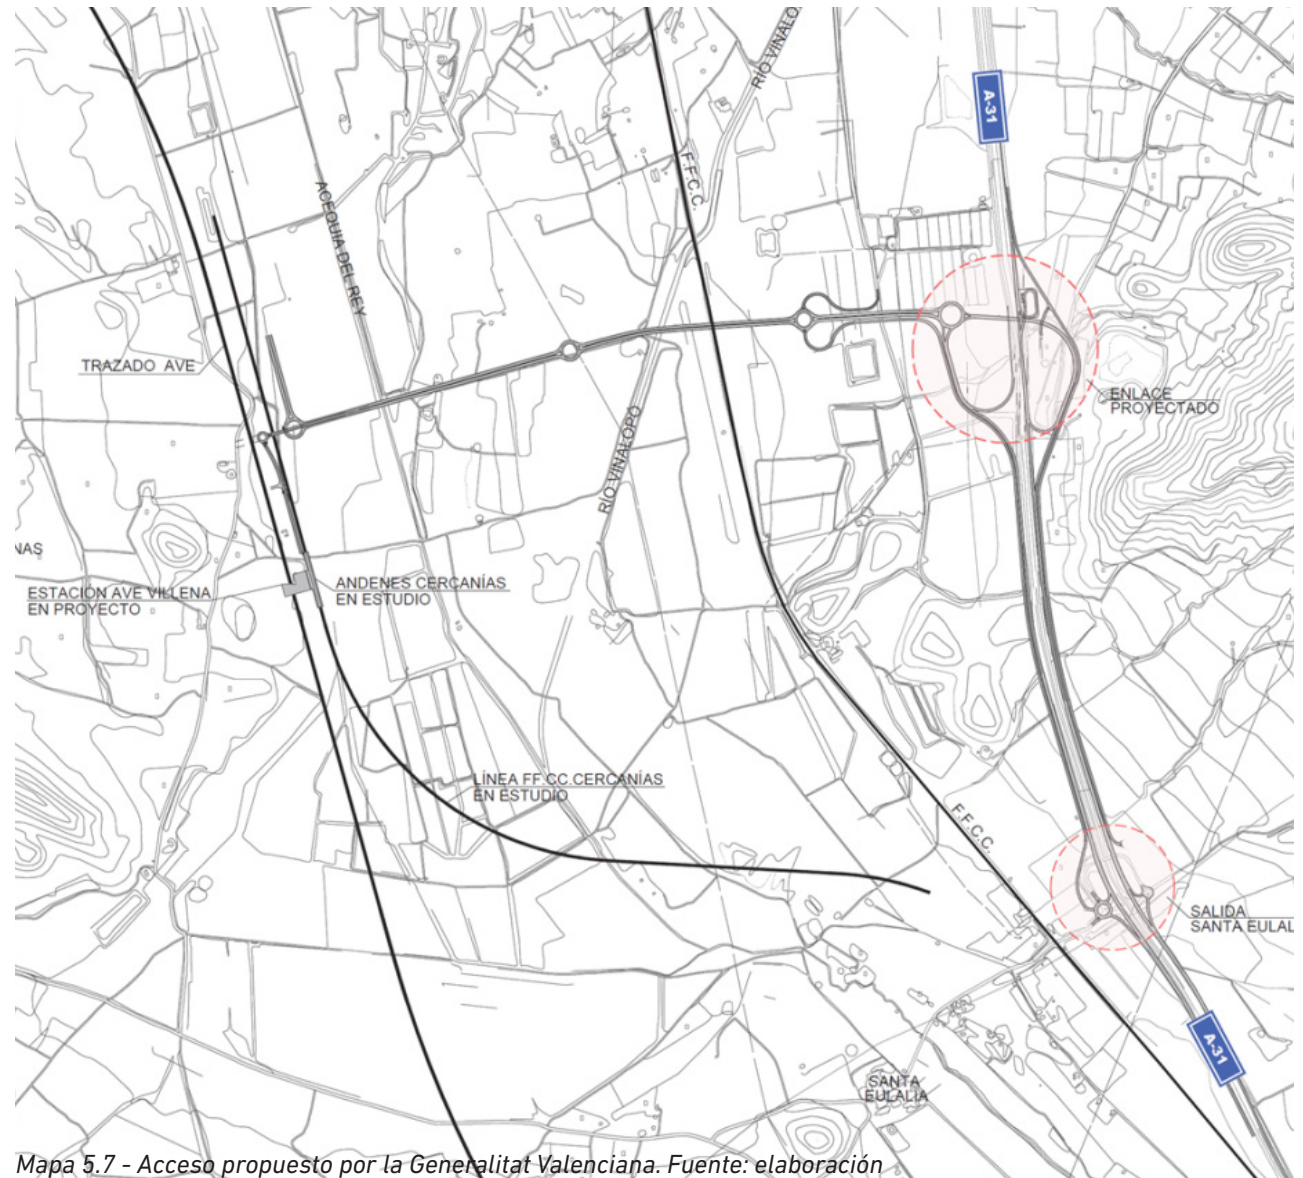 RÍO VINALOPÓ
A-31
F.F.C.C.
ACEQUIA DEL REY
TRAZADO AVE
ENLACE
PROYECTADO
RÍO VINALOPÓ
NAS
ESTACIÓN AVE VILLENA
EN PROYECTO
ANDENES CERCANÍAS
EN ESTUDIO
LÍNEA FF.CC.CERCANÍAS
EN ESTUDIO
F.F.C.C.
SALIDA
SANTA EULAL
A-31
SANTA
EULALIA
Mapa 5.7 - Acceso propuesto por la Generalitat Valenciana. Fuente: elaboración